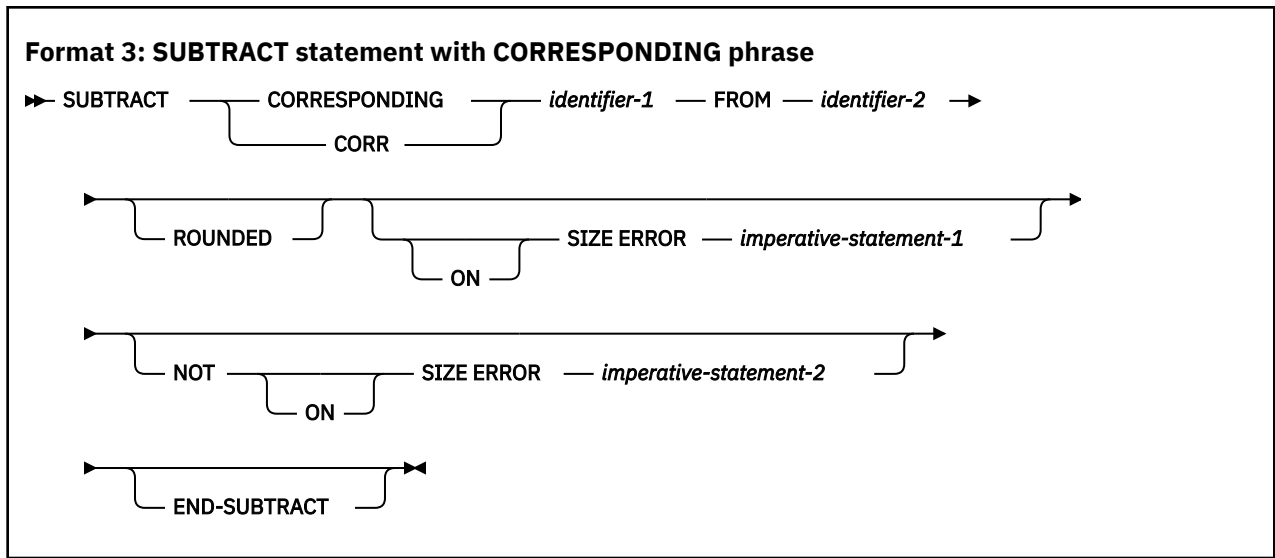 Format 3: SUBTRACT statement with CORRESPONDING phrase
SUBTRACT CORRESPONDING identifier-1 FROM identifier-2
CORR
ROUNDED SIZE ERROR imperative-statement-1
ON
NOT SIZE ERROR imperative-statement-2
ON
END-SUBTRACT